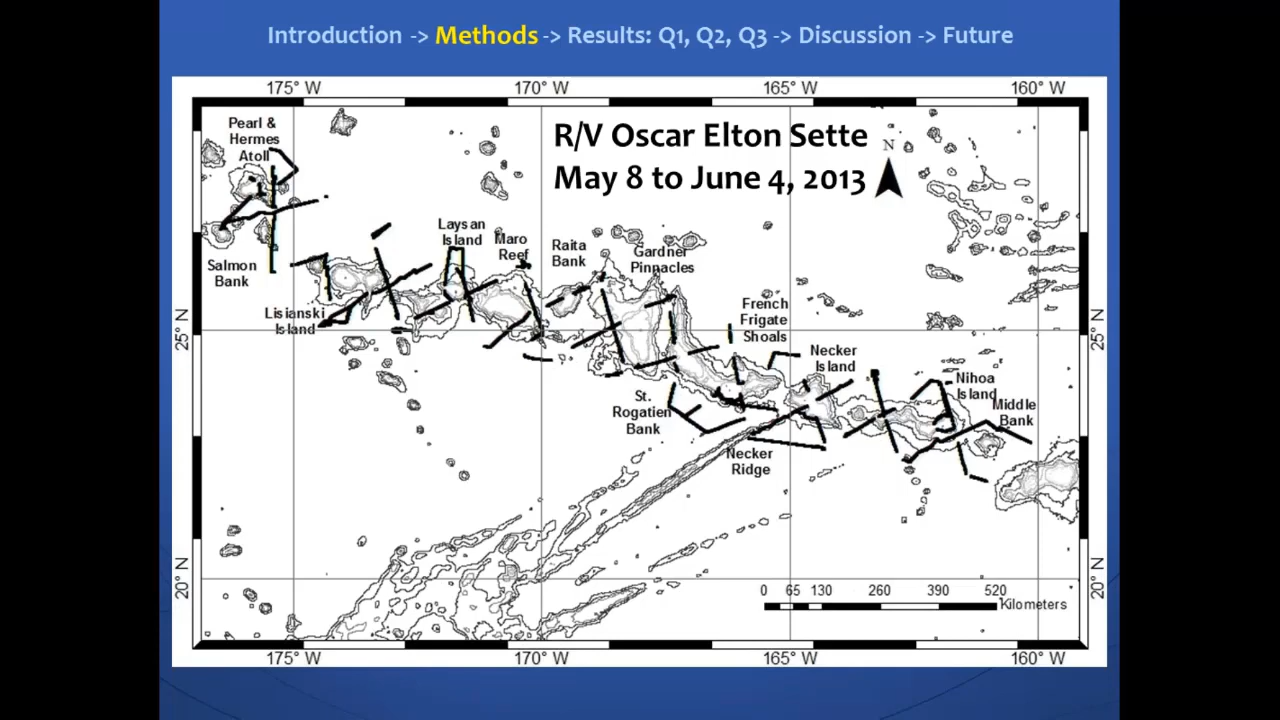 Introduction -> Methods -> Results: Q1, Q2, Q3 -> Discussion -> Future
175° W 170° W 165° W 160° W
R/V Oscar Elton Sette
May 8 to June 4, 2013
N
Pearl &
Hermes
Atoll
Salmon
Bank
Lisianski
Island
Laysan
Island
Maro
Reef
Raita
Bank
Gardner
Pinnacles
French
Frigate
Shoals
Necker
Island
Nihoa
Island
Middle
Bank
St.
Rogatien
Bank
Necker
Ridge
25° N
25° N
20° N
20° N
0 65 130 260 390 520
Kilometers
175° W 170° W 165° W 160° W